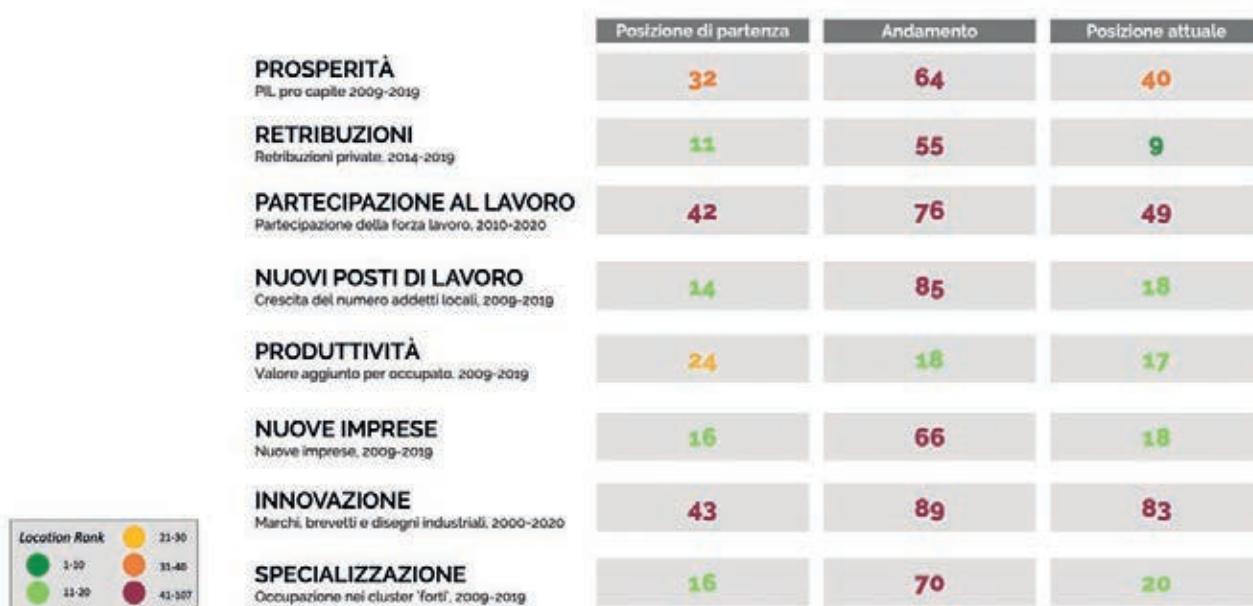 Posizione di partenza Andamento Posizione attuale
PROSPERITÀ
PIL pro capite 2009-2019
32 64 40
RETRIBUZIONI
Retribuzioni private, 2014-2019
11 55 9
PARTECIPAZIONE AL LAVORO
Partecipazione della forza lavoro, 2010-2020
42 76 49
NUOVI POSTI DI LAVORO
Crescita del numero addetti locali, 2009-2019
14 85 18
PRODUTTIVITÀ
Valore aggiunto per occupato, 2009-2019
24 18 17
NUOVE IMPRESE
Nuove imprese, 2009-2019
16 66 18
INNOVAZIONE
Marchi, brevetti e disegni industriali, 2000-2020
43 89 83
SPECIALIZZAZIONE
Occupazione nei cluster 'forti', 2009-2019
16 70 20
Location Rank
21-30
1-10
31-40
11-20
41-107